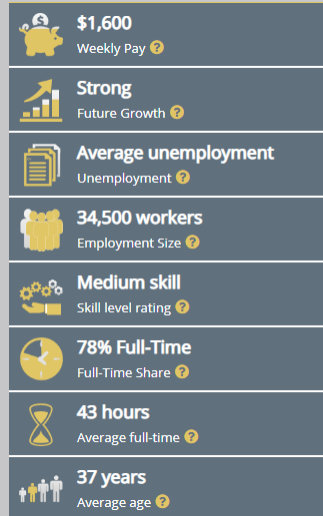 $1,600
Weekly Pay ?
Strong
Future Growth ?
Average unemployment
Unemployment ?
34,500 workers
Employment Size ?
Medium skill
Skill level rating ?
78% Full-Time
Full-Time Share ?
43 hours
Average full-time ?
37 years
Average age ?